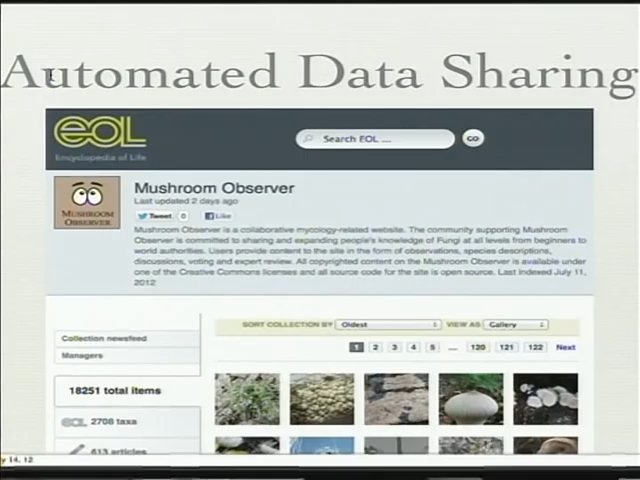 Automated Data Sharing
EOL
Encyclopedia of Life
Search EOL ...
GO
Mushroom Observer
Last updated 2 days ago
Tweet 0 Like
MUSHROOM
OBSERVER
Mushroom Observer is a collaborative mycology-related website. The community supporting Mushroom
Observer is committed to sharing and expanding people's knowledge of Fungi at all levels from beginners to
world authorities. Users provide content to the site in the form of observations, species descriptions,
discussions, voting and expert review. All copyrighted content on the Mushroom Observer is available under
one of the Creative Commons licenses and all source code for the site is open source. Last indexed July 11,
2012
SORT COLLECTION BY Oldest VIEW AS Gallery
1 2 3 4 5 ... 120 121 122 Next
Collection newsfeed
Managers
18251 total items
EOL 2708 taxa
613 articles
y 14, 12